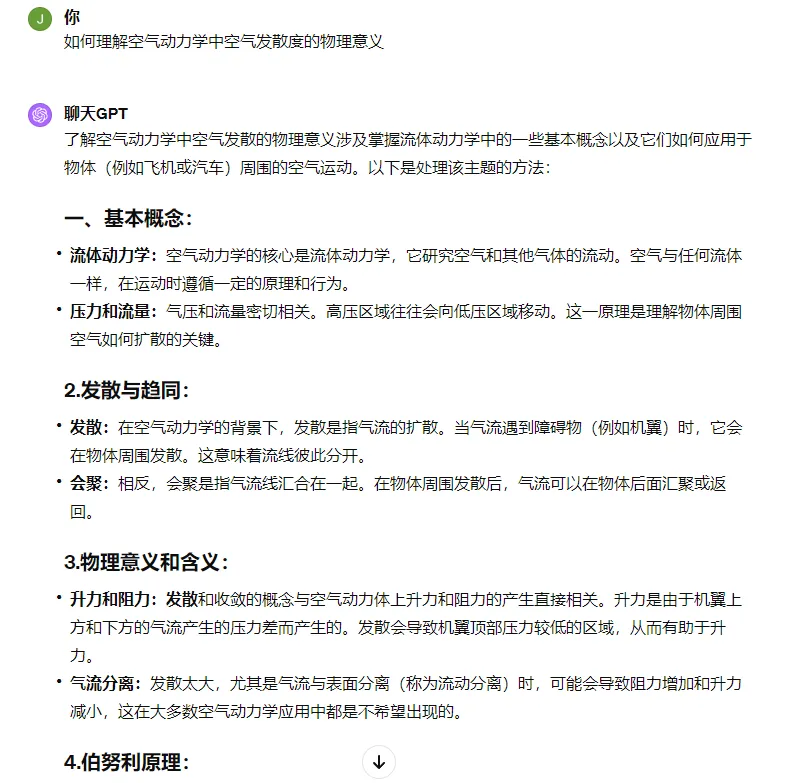 J 你
如何理解空气动力学中空气发散度的物理意义
聊天GPT
了解空气动力学中空气发散的物理意义涉及掌握流体动力学中的一些基本概念以及它们如何应用于
物体（例如飞机或汽车）周围的空气运动。以下是处理该主题的方法：
一、基本概念：
• 流体动力学：空气动力学的核心是流体动力学，它研究空气和其他气体的流动。空气与任何流体
一样，在运动时遵循一定的原理和行为。
• 压力和流量：气压和流量密切相关。高压区域往往会向低压区域移动。这一原理是理解物体周围
空气如何扩散的关键。
2.发散与趋同：
• 发散：在空气动力学的背景下，发散是指气流的扩散。当气流遇到障碍物（例如机翼）时，它会
在物体周围发散。这意味着流线彼此分开。
• 会聚：相反，会聚是指气流线汇合在一起。在物体周围发散后，气流可以在物体后面汇聚或返
回。
3.物理意义和含义：
• 升力和阻力：发散和收敛的概念与空气动力体上升力和阻力的产生直接相关。升力是由于机翼上
方和下方的气流产生的压力差而产生的。发散会导致机翼顶部压力较低的区域，从而有助于升
力。
• 气流分离：发散太大，尤其是气流与表面分离（称为流动分离）时，可能会导致阻力增加和升力
减小，这在大多数空气动力学应用中都是不希望出现的。
4.伯努利原理：